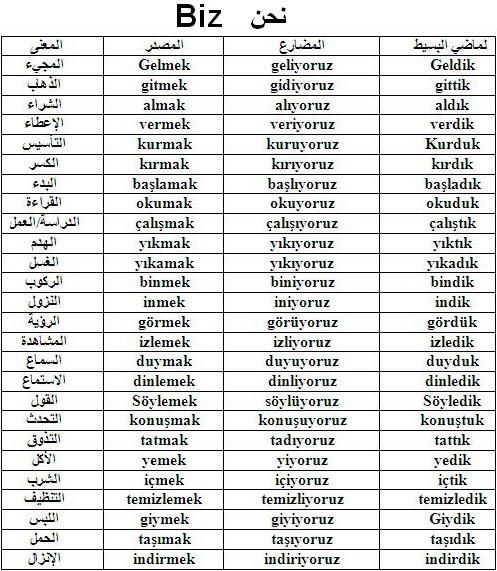 Biz نحن
المعنى المصدر المضارع لماضي البسيط
المجيء Gelmek geliyoruz Geldik
الذهاب gitmek gidiyoruz gittik
الشراء almak alıyoruz aldık
الإعطاء vermek veriyoruz verdik
التأسيس kurmak kuruyoruz Kurduk
الكسر kırmak kırıyoruz kırdık
البدء başlamak başlıyoruz başladık
القراءة okumak okuyoruz okuduk
الدراسة/العمل çalışmak çalışıyoruz çalıştık
الهدم yıkmak yıkıyoruz yıktık
الغسل yıkamak yıkıyoruz yıkadık
الركوب binmek biniyoruz bindik
النزول inmek iniyoruz indik
الرؤية görmek görüyoruz gördük
المشاهدة izlemek izliyoruz izledik
السماع duymak duyuyoruz duyduk
الاستماع dinlemek dinliyoruz dinledik
القول Söylemek söylüyoruz Söyledik
التحدث konuşmak konuşuyoruz konuştuk
التذوق tatmak tadıyoruz tattık
الأكل yemek yiyoruz yedik
الشرب içmek içiyoruz içtik
التنظيف temizlemek temizliyoruz temizledik
اللبس giymek giyiyoruz Giydik
الحمل taşımak taşıyoruz taşıdık
الإنزال indirmek indiriyoruz indirdik